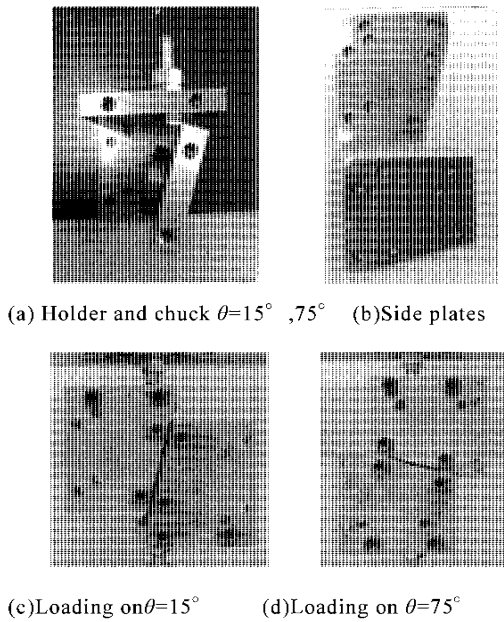 (a) Holder and chuck θ=15° ,75° (b)Side plates
(c)Loading onθ=15° (d)Loading on θ=75°